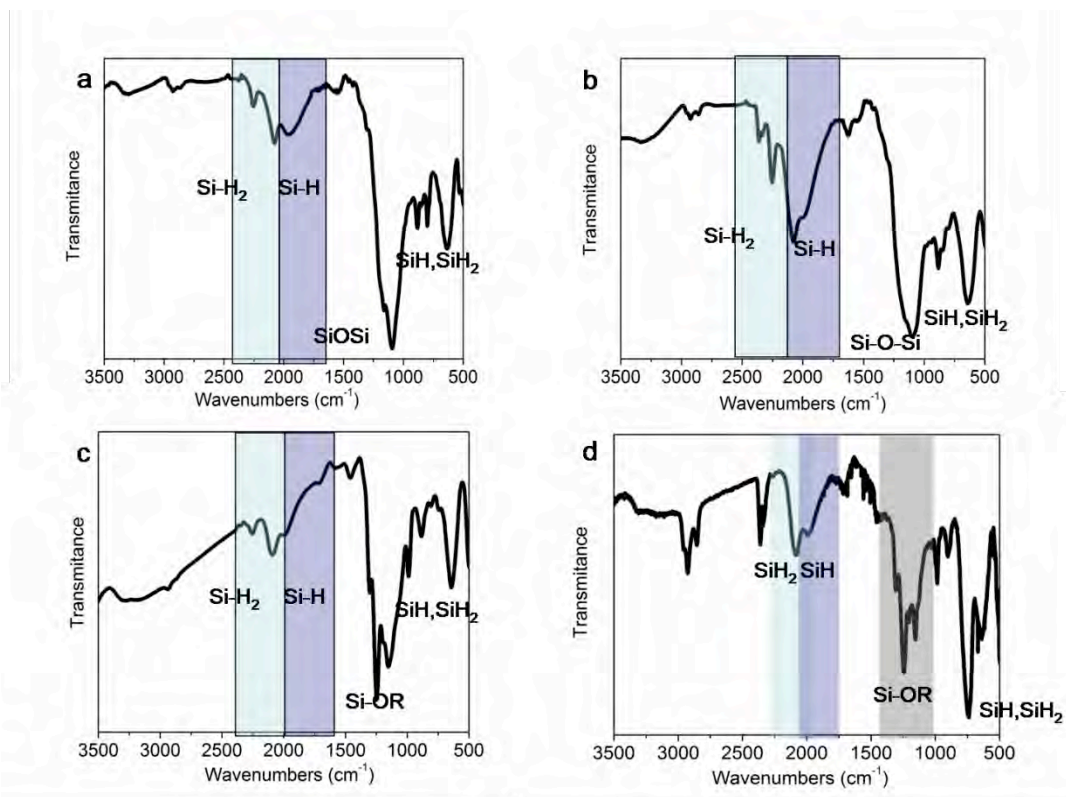 a
Transmitance
Si-H₂
Si-H
SiH,SiH₂
SiOSi
3500 3000 2500 2000 1500 1000 500
Wavenumbers (cm⁻¹)
b
Transmitance
Si-H₂
Si-H
SiH,SiH₂
Si-O-Si
3500 3000 2500 2000 1500 1000 500
Wavenumbers (cm⁻¹)
c
Transmitance
Si-H₂
Si-H
SiH,SiH₂
Si-OR
3500 3000 2500 2000 1500 1000 500
Wavenumbers (cm⁻¹)
d
Transmitance
SiH₂ SiH
Si-OR
SiH,SiH₂
3500 3000 2500 2000 1500 1000 500
Wavenumbers (cm⁻¹)